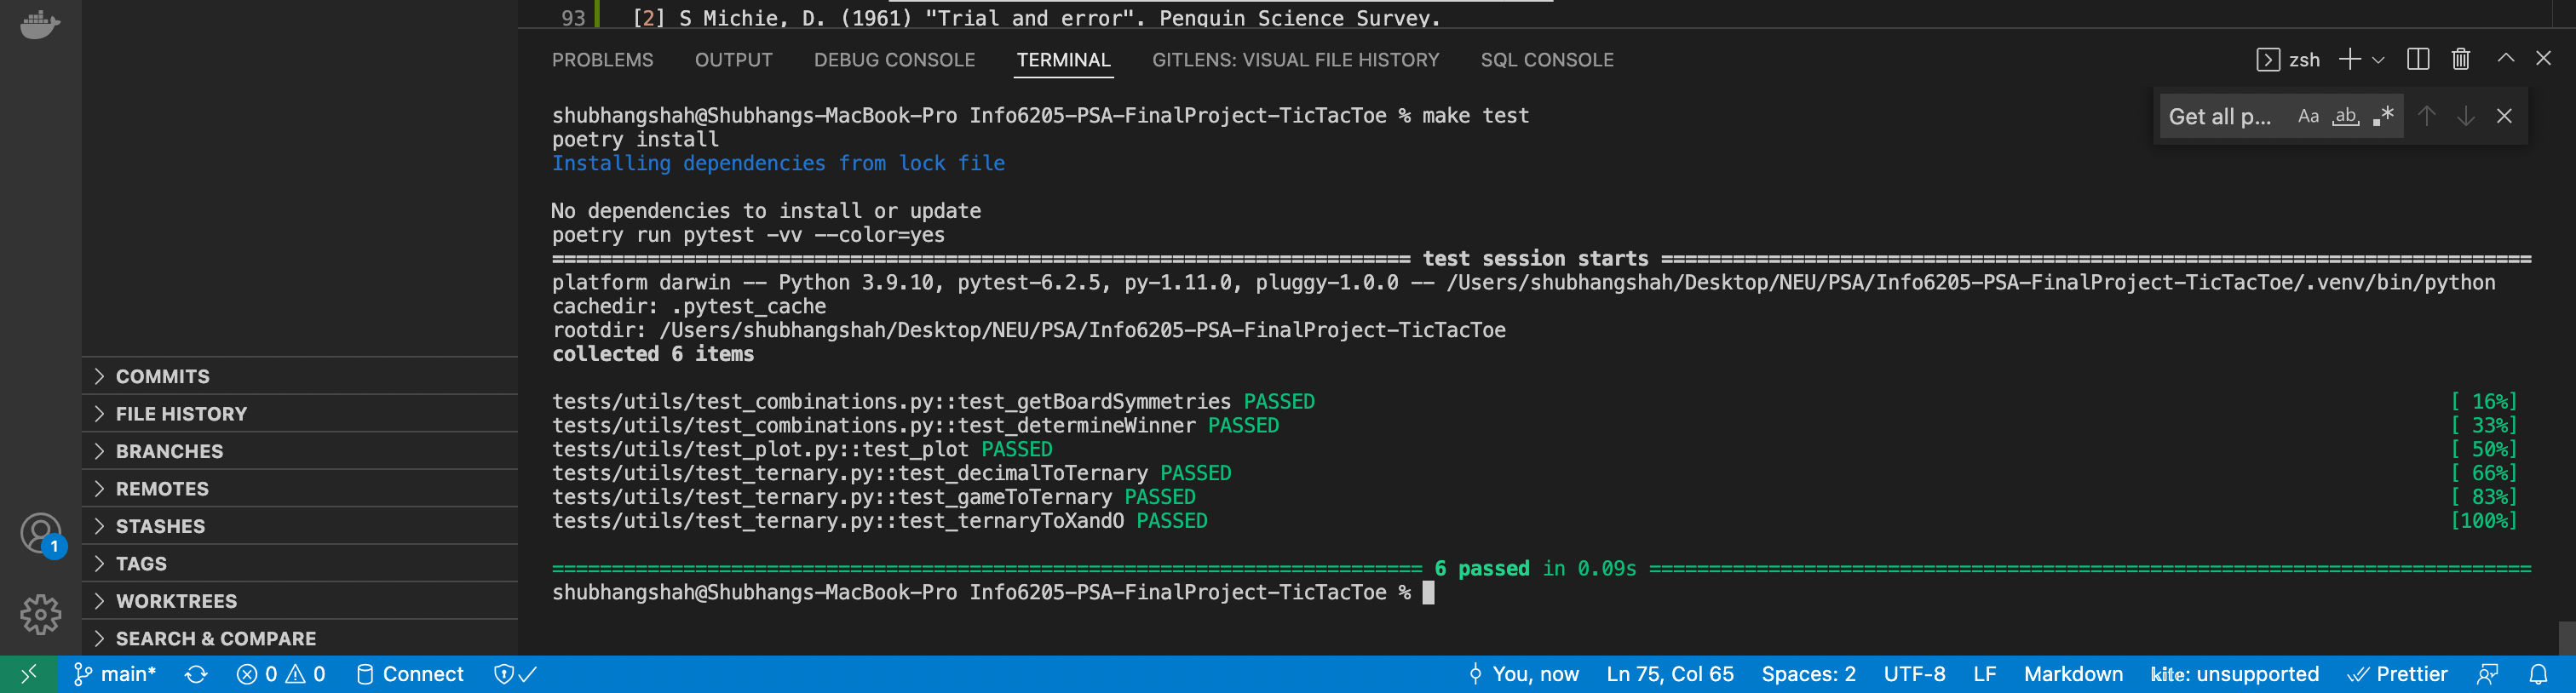 93 [2] S Michie, D. (1961) "Trial and error". Penguin Science Survey.
PROBLEMS OUTPUT DEBUG CONSOLE TERMINAL GITLENS: VISUAL FILE HISTORY SQL CONSOLE zsh
Get all p... Aa ab .*
shubhangshah@Shubhangs-MacBook-Pro Info6205-PSA-FinalProject-TicTacToe % make test
poetry install
Installing dependencies from lock file
No dependencies to install or update
poetry run pytest -vv --color=yes
======================================================================== test session starts =========================================================================
platform darwin -- Python 3.9.10, pytest-6.2.5, py-1.11.0, pluggy-1.0.0 -- /Users/shubhangshah/Desktop/NEU/PSA/Info6205-PSA-FinalProject-TicTacToe/.venv/bin/python
cachedir: .pytest_cache
rootdir: /Users/shubhangshah/Desktop/NEU/PSA/Info6205-PSA-FinalProject-TicTacToe
collected 6 items
tests/utils/test_combinations.py::test_getBoardSymmetries PASSED [ 16%]
tests/utils/test_combinations.py::test_determineWinner PASSED [ 33%]
tests/utils/test_plot.py::test_plot PASSED [ 50%]
tests/utils/test_ternary.py::test_decimalToTernary PASSED [ 66%]
tests/utils/test_ternary.py::test_gameToTernary PASSED [ 83%]
tests/utils/test_ternary.py::test_ternaryToXandO PASSED [100%]
========================================================================= 6 passed in 0.09s ==========================================================================
shubhangshah@Shubhangs-MacBook-Pro Info6205-PSA-FinalProject-TicTacToe %
COMMITS
FILE HISTORY
BRANCHES
REMOTES
STASHES
TAGS
WORKTREES
SEARCH & COMPARE
1
main* 0 0 Connect You, now Ln 75, Col 65 Spaces: 2 UTF-8 LF Markdown kite: unsupported Prettier